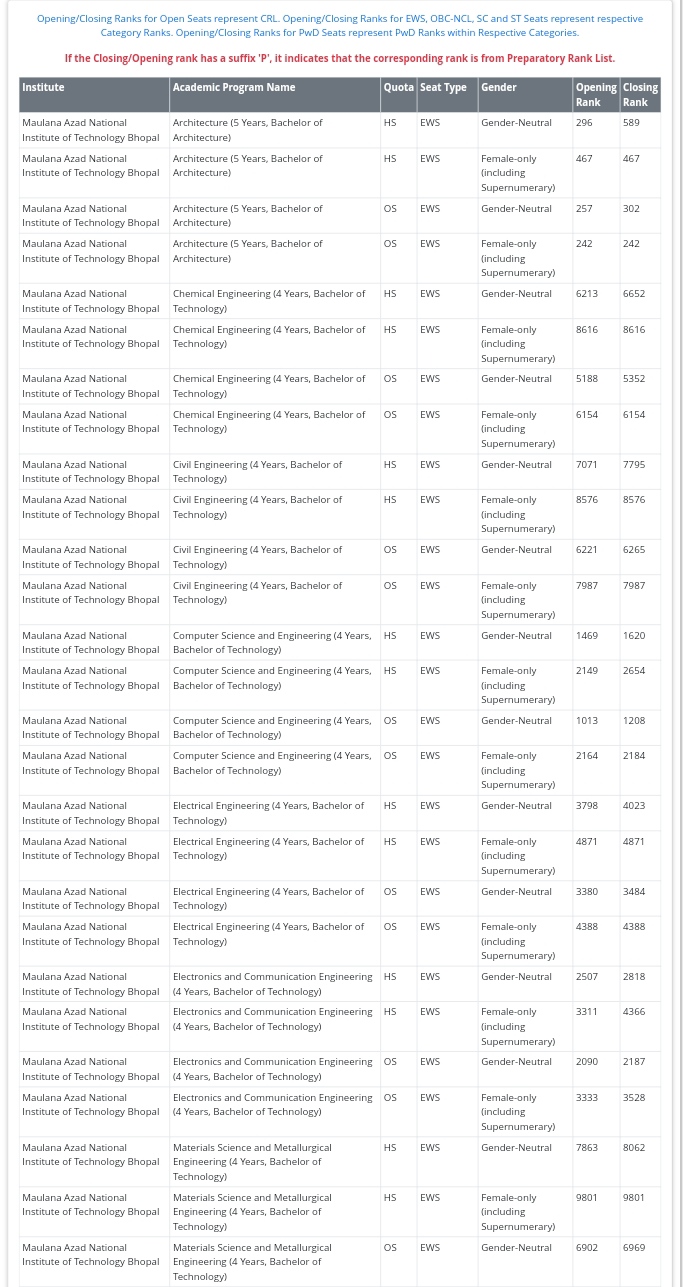 Opening/Closing Ranks for Open Seats represent CRL. Opening/Closing Ranks for EWS, OBC-NCL, SC and ST Seats represent respective
Category Ranks. Opening/Closing Ranks for PwD Seats represent PwD Ranks within Respective Categories.
If the Closing/Opening rank has a suffix 'P', it indicates that the corresponding rank is from Preparatory Rank List.
Institute Academic Program Name Quota Seat Type Gender Opening Closing
Rank Rank
Maulana Azad National Architecture (5 Years, Bachelor of HS EWS Gender-Neutral 296 589
Institute of Technology Bhopal Architecture)
Maulana Azad National Architecture (5 Years, Bachelor of HS EWS Female-only 467 467
Institute of Technology Bhopal Architecture) (including
Supernumerary)
Maulana Azad National Architecture (5 Years, Bachelor of OS EWS Gender-Neutral 257 302
Institute of Technology Bhopal Architecture)
Maulana Azad National Architecture (5 Years, Bachelor of OS EWS Female-only 242 242
Institute of Technology Bhopal Architecture) (including
Supernumerary)
Maulana Azad National Chemical Engineering (4 Years, Bachelor of HS EWS Gender-Neutral 6213 6652
Institute of Technology Bhopal Technology)
Maulana Azad National Chemical Engineering (4 Years, Bachelor of HS EWS Female-only 8616 8616
Institute of Technology Bhopal Technology) (including
Supernumerary)
Maulana Azad National Chemical Engineering (4 Years, Bachelor of OS EWS Gender-Neutral 5188 5352
Institute of Technology Bhopal Technology)
Maulana Azad National Chemical Engineering (4 Years, Bachelor of OS EWS Female-only 6154 6154
Institute of Technology Bhopal Technology) (including
Supernumerary)
Maulana Azad National Civil Engineering (4 Years, Bachelor of HS EWS Gender-Neutral 7071 7795
Institute of Technology Bhopal Technology)
Maulana Azad National Civil Engineering (4 Years, Bachelor of HS EWS Female-only 8576 8576
Institute of Technology Bhopal Technology) (including
Supernumerary)
Maulana Azad National Civil Engineering (4 Years, Bachelor of OS EWS Gender-Neutral 6221 6265
Institute of Technology Bhopal Technology)
Maulana Azad National Civil Engineering (4 Years, Bachelor of OS EWS Female-only 7987 7987
Institute of Technology Bhopal Technology) (including
Supernumerary)
Maulana Azad National Computer Science and Engineering (4 Years, HS EWS Gender-Neutral 1469 1620
Institute of Technology Bhopal Bachelor of Technology)
Maulana Azad National Computer Science and Engineering (4 Years, HS EWS Female-only 2149 2654
Institute of Technology Bhopal Bachelor of Technology) (including
Supernumerary)
Maulana Azad National Computer Science and Engineering (4 Years, OS EWS Gender-Neutral 1013 1208
Institute of Technology Bhopal Bachelor of Technology)
Maulana Azad National Computer Science and Engineering (4 Years, OS EWS Female-only 2164 2184
Institute of Technology Bhopal Bachelor of Technology) (including
Supernumerary)
Maulana Azad National Electrical Engineering (4 Years, Bachelor of HS EWS Gender-Neutral 3798 4023
Institute of Technology Bhopal Technology)
Maulana Azad National Electrical Engineering (4 Years, Bachelor of HS EWS Female-only 4871 4871
Institute of Technology Bhopal Technology) (including
Supernumerary)
Maulana Azad National Electrical Engineering (4 Years, Bachelor of OS EWS Gender-Neutral 3380 3484
Institute of Technology Bhopal Technology)
Maulana Azad National Electrical Engineering (4 Years, Bachelor of OS EWS Female-only 4388 4388
Institute of Technology Bhopal Technology) (including
Supernumerary)
Maulana Azad National Electronics and Communication Engineering HS EWS Gender-Neutral 2507 2818
Institute of Technology Bhopal (4 Years, Bachelor of Technology)
Maulana Azad National Electronics and Communication Engineering HS EWS Female-only 3311 4366
Institute of Technology Bhopal (4 Years, Bachelor of Technology) (including
Supernumerary)
Maulana Azad National Electronics and Communication Engineering OS EWS Gender-Neutral 2090 2187
Institute of Technology Bhopal (4 Years, Bachelor of Technology)
Maulana Azad National Electronics and Communication Engineering OS EWS Female-only 3333 3528
Institute of Technology Bhopal (4 Years, Bachelor of Technology) (including
Supernumerary)
Maulana Azad National Materials Science and Metallurgical HS EWS Gender-Neutral 7863 8062
Institute of Technology Bhopal Engineering (4 Years, Bachelor of
Technology)
Maulana Azad National Materials Science and Metallurgical HS EWS Female-only 9801 9801
Institute of Technology Bhopal Engineering (4 Years, Bachelor of (including
Technology) Supernumerary)
Maulana Azad National Materials Science and Metallurgical OS EWS Gender-Neutral 6902 6969
Institute of Technology Bhopal Engineering (4 Years, Bachelor of
Technology)